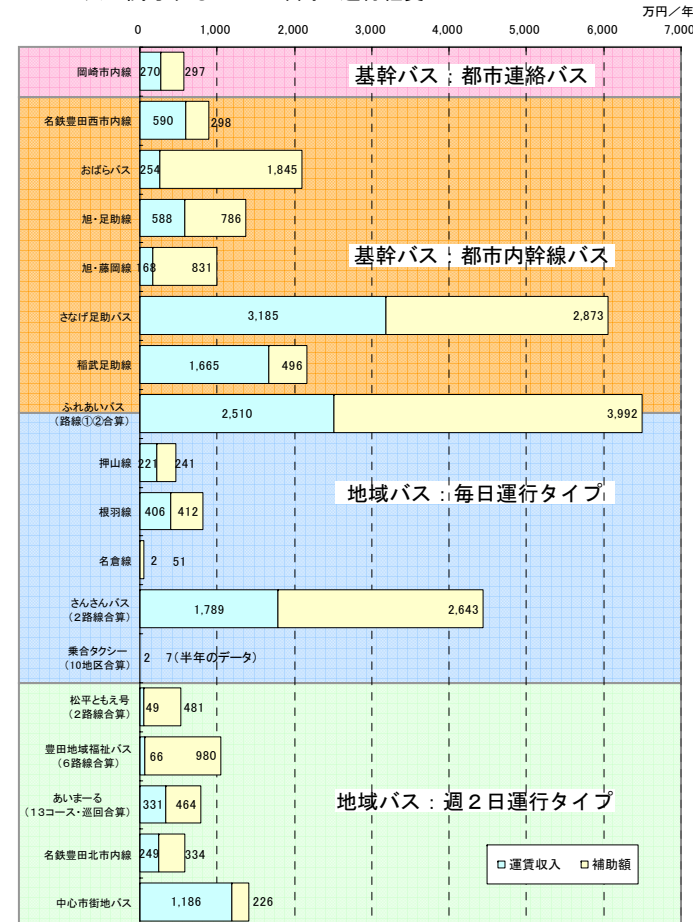 万円／年
0 1,000 2,000 3,000 4,000 5,000 6,000 7,000
岡崎市内線 270 297
基幹バス：都市連絡バス
名鉄豊田西市内線 590 298
おばらバス 254 1,845
旭・足助線 588 786
基幹バス：都市内幹線バス
旭・藤岡線 168 831
さなげ足助バス 3,185 2,873
稲武足助線 1,665 496
ふれあいバス
（路線①②合算） 2,510 3,992
押山線 221 241
地域バス：毎日運行タイプ
根羽線 406 412
名倉線 2 51
さんさんバス
（2路線合算） 1,789 2,643
乗合タクシー
（10地区合算） 2 7（半年のデータ）
松平ともえ号
（2路線合算） 49 481
豊田地域福祉バス
（6路線合算） 66 980
あいまーる
（13コース・巡回合算） 331 464
地域バス：週２日運行タイプ
名鉄豊田北市内線 249 334
運賃収入 補助額
中心市街地バス 1,186 226